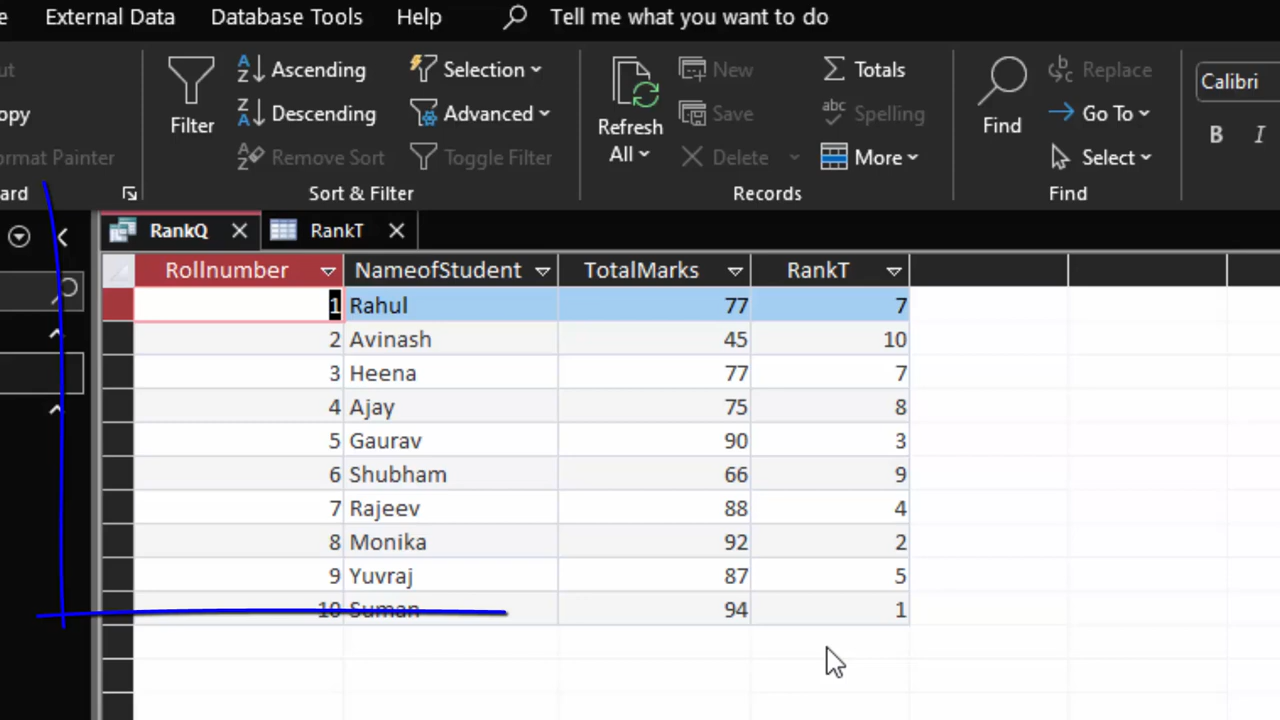 External Data Database Tools Help Tell me what you want to do
Filter Ascending Selection Refresh All New Totals Find Replace Calibri
opy Descending Advanced Save Spelling Go To B I
ormat Painter Remove Sort Toggle Filter Delete More Select
ard Sort & Filter Records Find
RankQ RankT
Rollnumber NameofStudent TotalMarks RankT
1 Rahul 77 7
2 Avinash 45 10
3 Heena 77 7
4 Ajay 75 8
5 Gaurav 90 3
6 Shubham 66 9
7 Rajeev 88 4
8 Monika 92 2
9 Yuvraj 87 5
10 Suman 94 1